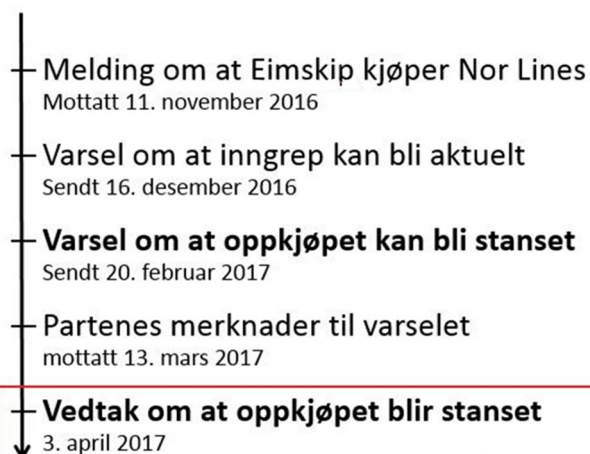 Melding om at Eimskip kjøper Nor Lines
Mottatt 11. november 2016
Varsel om at inngrep kan bli aktuelt
Sendt 16. desember 2016
Varsel om at oppkjøpet kan bli stanset
Sendt 20. februar 2017
Partenes merknader til varselet
mottatt 13. mars 2017
Vedtak om at oppkjøpet blir stanset
3. april 2017